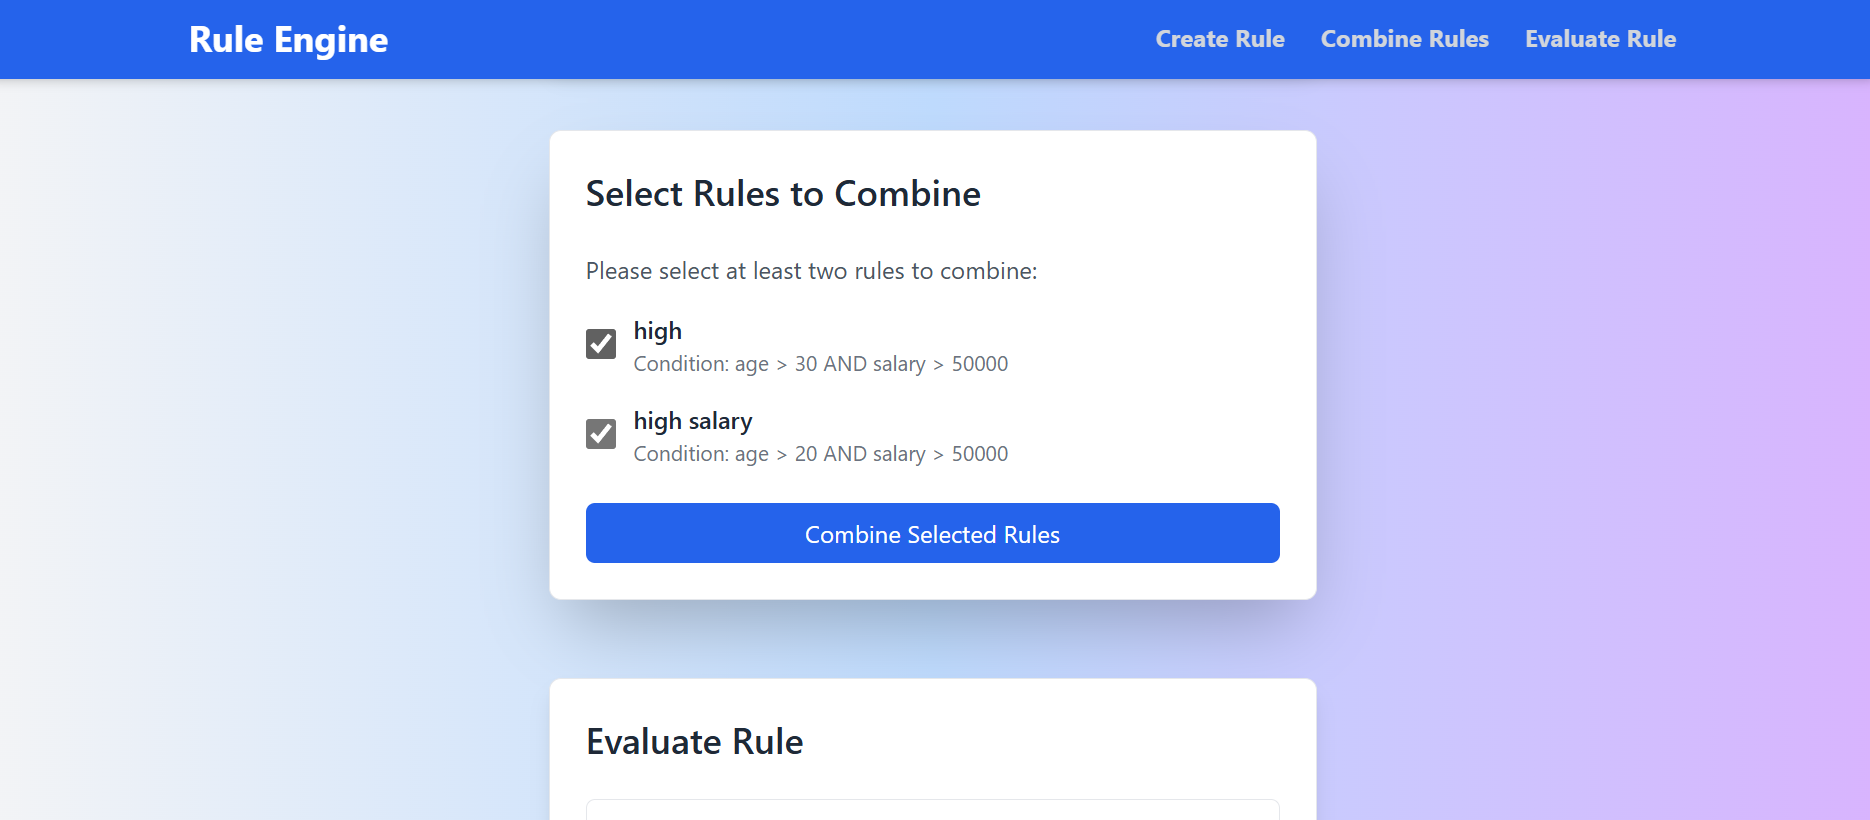 Rule Engine
Create Rule
Combine Rules
Evaluate Rule
Select Rules to Combine
Please select at least two rules to combine:
high
Condition: age > 30 AND salary > 50000
high salary
Condition: age > 20 AND salary > 50000
Combine Selected Rules
Evaluate Rule